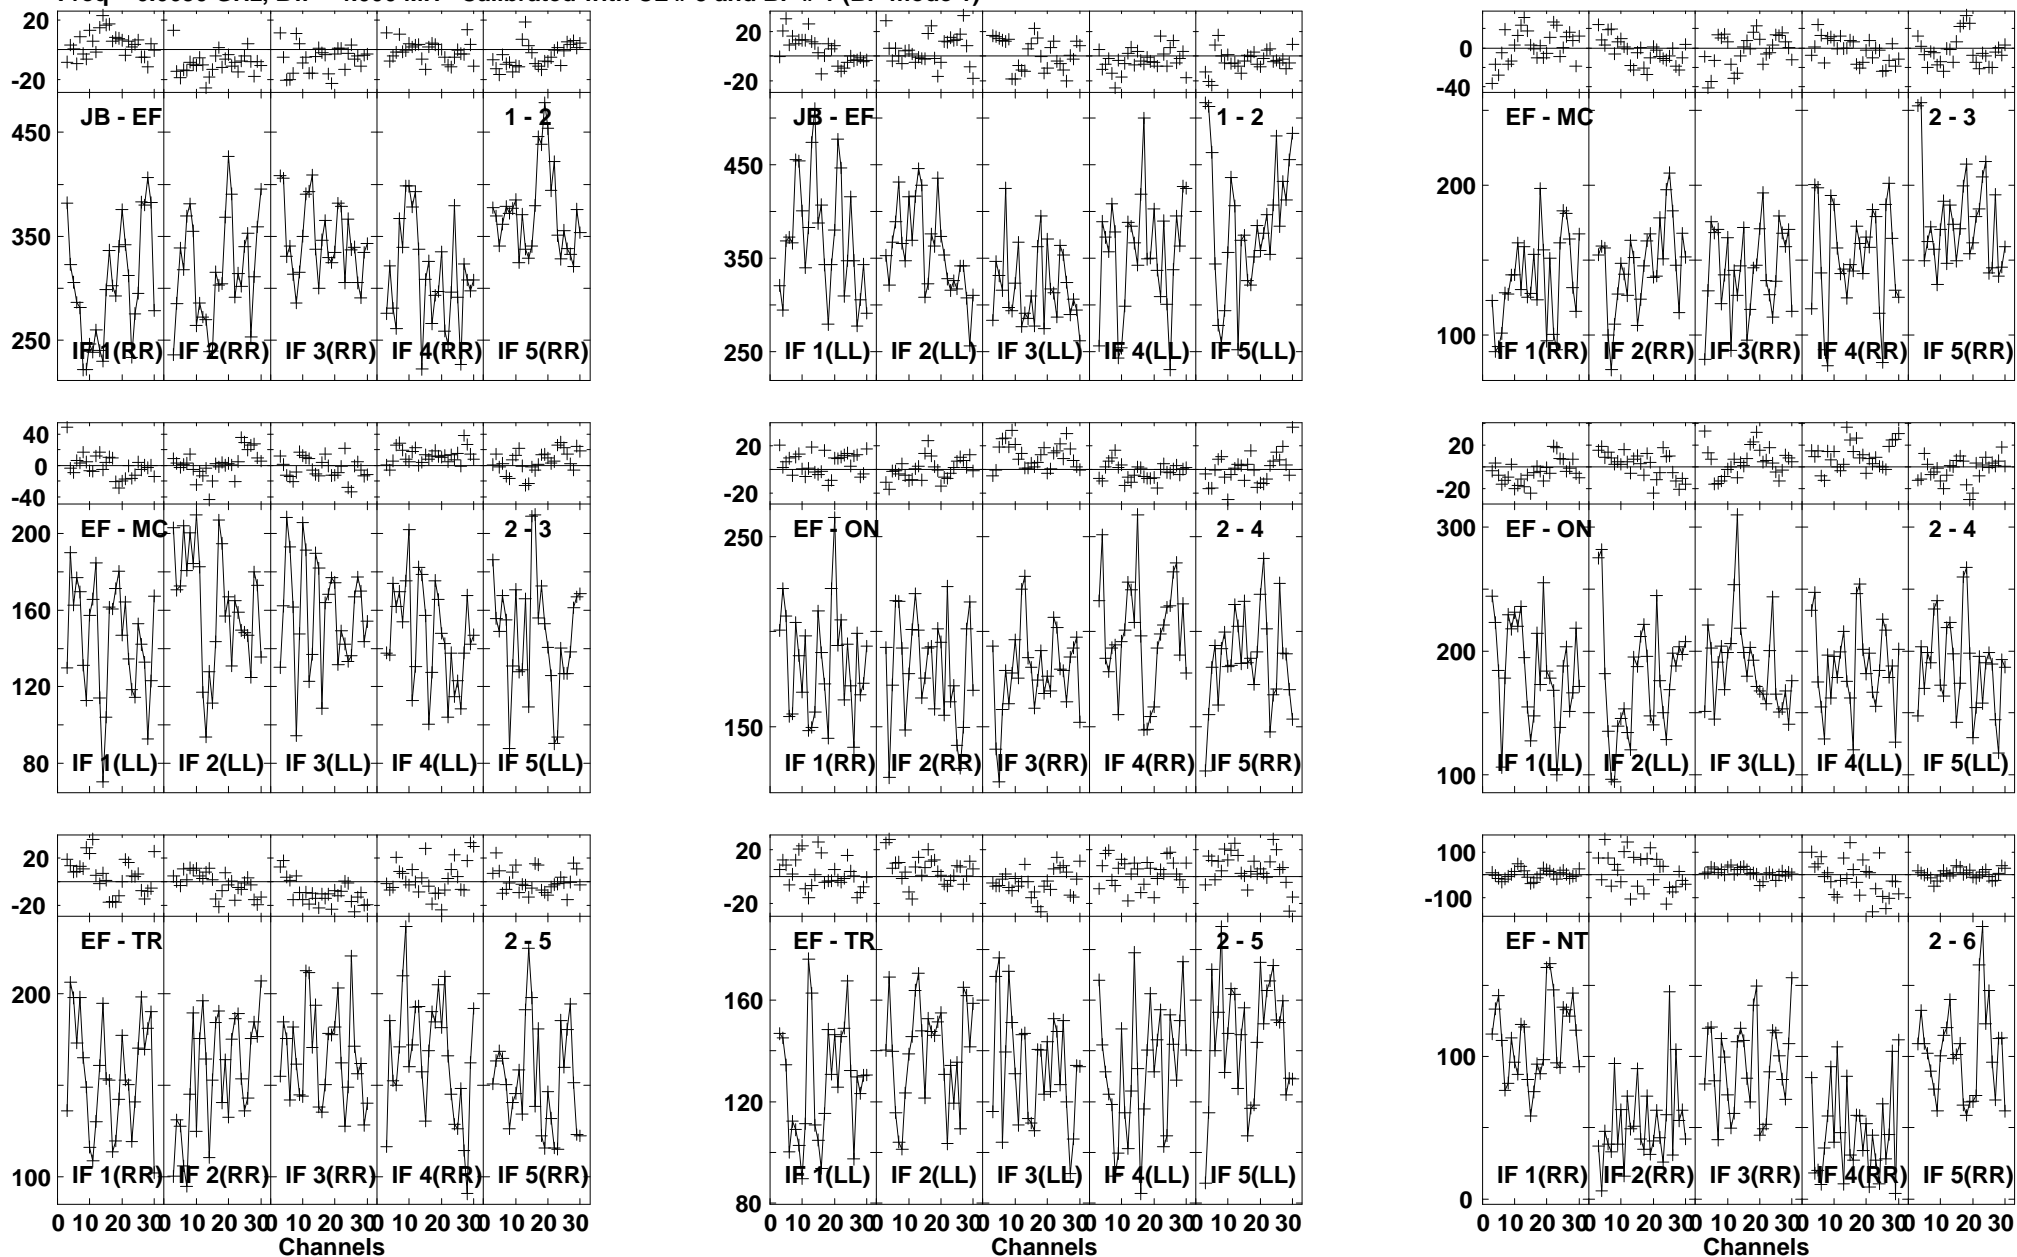 20 20 0
-20 -20 -40
JB - EF 1 - 2 JB - EF 1 - 2 EF - MC 2 - 3
450 450 200
350 350
250 250 100
IF 1(RR) IF 2(RR) IF 3(RR) IF 4(RR) IF 5(RR) IF 1(LL) IF 2(LL) IF 3(LL) IF 4(LL) IF 5(LL) IF 1(RR) IF 2(RR) IF 3(RR) IF 4(RR) IF 5(RR)
40 20 20
0
-40 -20 -20
EF - MC 2 - 3 EF - ON 2 - 4 EF - ON 2 - 4
200 250 300
160 200
120 150
80 100
IF 1(LL) IF 2(LL) IF 3(LL) IF 4(LL) IF 5(LL) IF 1(RR) IF 2(RR) IF 3(RR) IF 4(RR) IF 5(RR) IF 1(LL) IF 2(LL) IF 3(LL) IF 4(LL) IF 5(LL)
20 20 100
-20 -20 -100
EF - TR 2 - 5 EF - TR 2 - 5 EF - NT 2 - 6
200 160 100
120
100 80 0
IF 1(RR) IF 2(RR) IF 3(RR) IF 4(RR) IF 5(RR) IF 1(LL) IF 2(LL) IF 3(LL) IF 4(LL) IF 5(LL) IF 1(RR) IF 2(RR) IF 3(RR) IF 4(RR) IF 5(RR)
0 10 20 30 0 10 20 30 0 10 20 30 0 10 20 30 0 10 20 30 0 10 20 30 0 10 20 30 0 10 20 30 0 10 20 30 0 10 20 30 0 10 20 30 0 10 20 30 0 10 20 30 0 10 20 30 0 10 20 30
Channels Channels